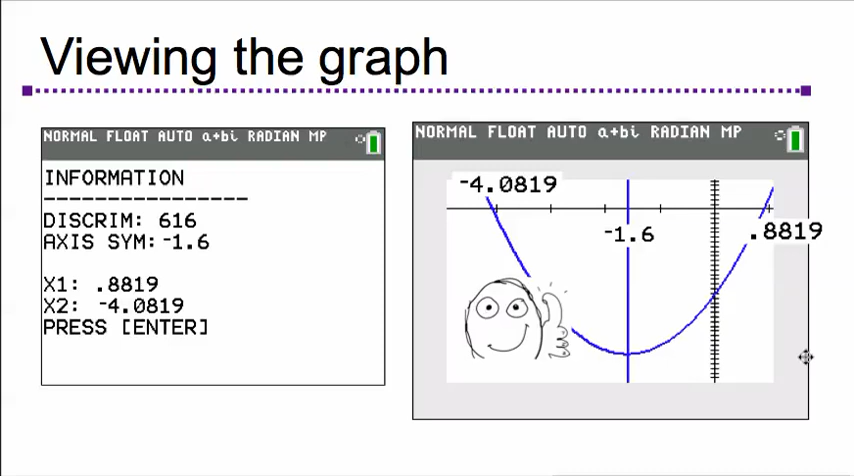 Viewing the graph
NORMAL FLOAT AUTO a+bi RADIAN MP
INFORMATION
----------------
DISCRIM: 616
AXIS SYM:-1.6
X1: .8819
X2: -4.0819
PRESS [ENTER]
NORMAL FLOAT AUTO a+bi RADIAN MP
-4.0819
-1.6
.8819